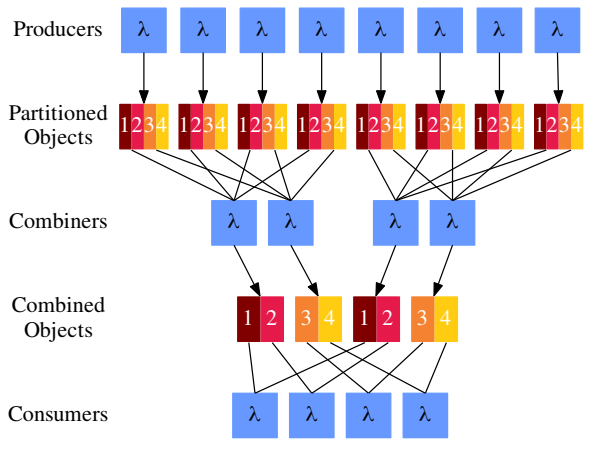 Producers λ λ λ λ λ λ λ λ
Partitioned
Objects
1234 1234 1234 1234 1234 1234 1234 1234
Combiners λ λ λ λ
Combined
Objects
1 2 3 4 1 2 3 4
Consumers λ λ λ λ